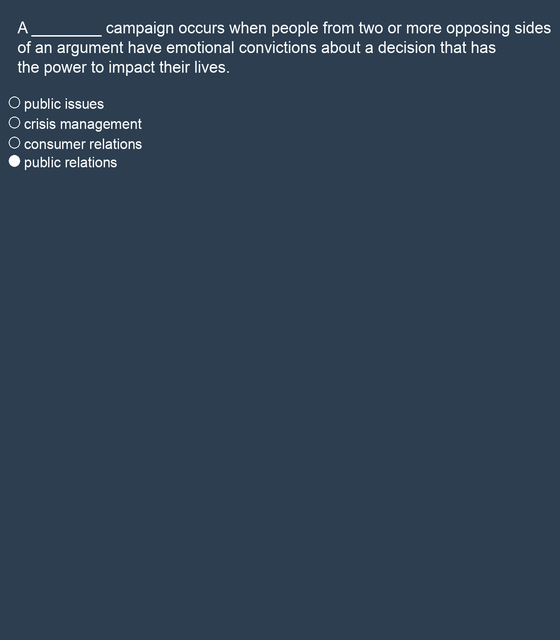 A ________ campaign occurs when people from two or more opposing sides
of an argument have emotional convictions about a decision that has
the power to impact their lives.
public issues
crisis management
consumer relations
public relations